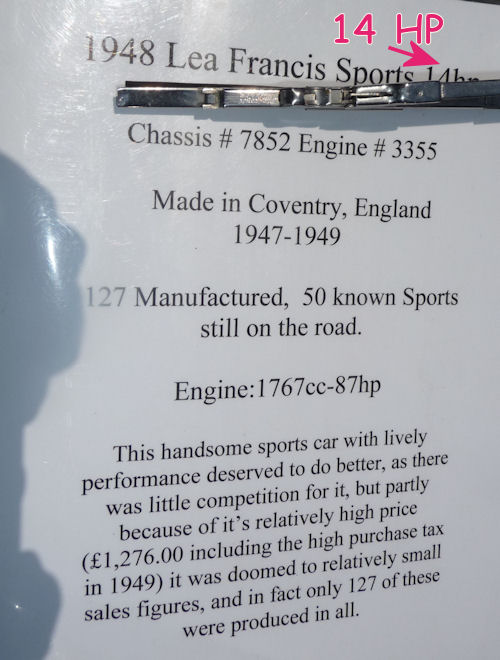 14 HP
1948 Lea Francis Sports 14hp
Chassis # 7852 Engine # 3355
Made in Coventry, England
1947-1949
127 Manufactured, 50 known Sports
still on the road.
Engine:1767cc-87hp
This handsome sports car with lively
performance deserved to do better, as there
was little competition for it, but partly
because of it's relatively high price
(£1,276.00 including the high purchase tax
in 1949) it was doomed to relatively small
sales figures, and in fact only 127 of these
were produced in all.